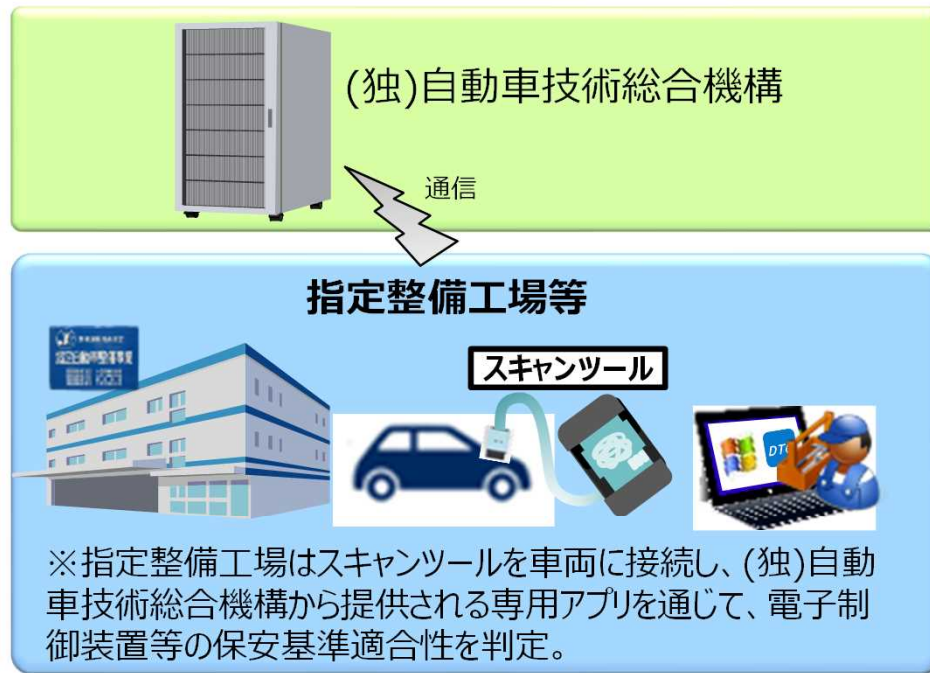 (独)自動車技術総合機構
通信
指定整備工場等
スキャンツール
DTC
※指定整備工場はスキャンツールを車両に接続し、(独)自動
車技術総合機構から提供される専用アプリを通じて、電子制
御装置等の保安基準適合性を判定。